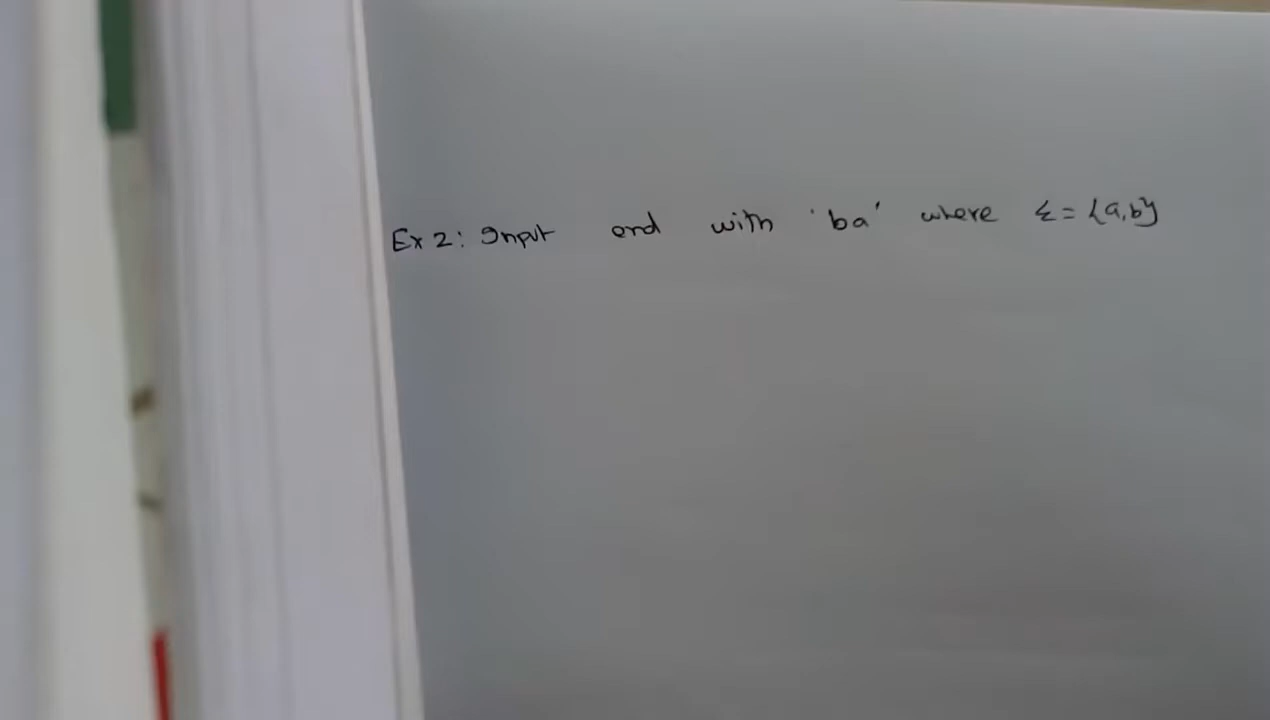 Ex 2: Input end with 'ba' where Σ = {a,b}